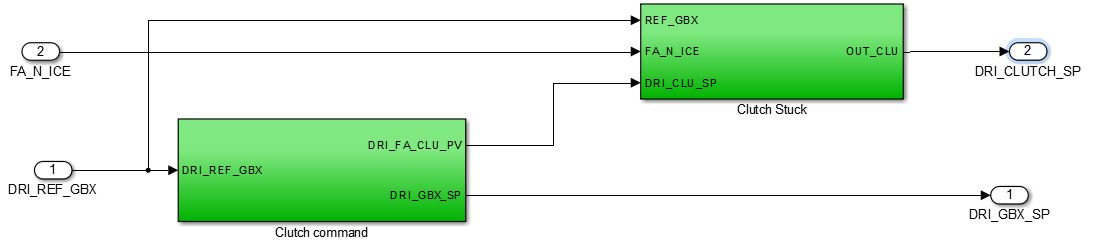 REF_GBX
2
FA_N_ICE
FA_N_ICE
OUT_CLU
2
DRI_CLUTCH_SP
DRI_CLU_SP
Clutch Stuck
DRI_FA_CLU_PV
1
DRI_REF_GBX
DRI_REF_GBX
DRI_GBX_SP
1
DRI_GBX_SP
Clutch command